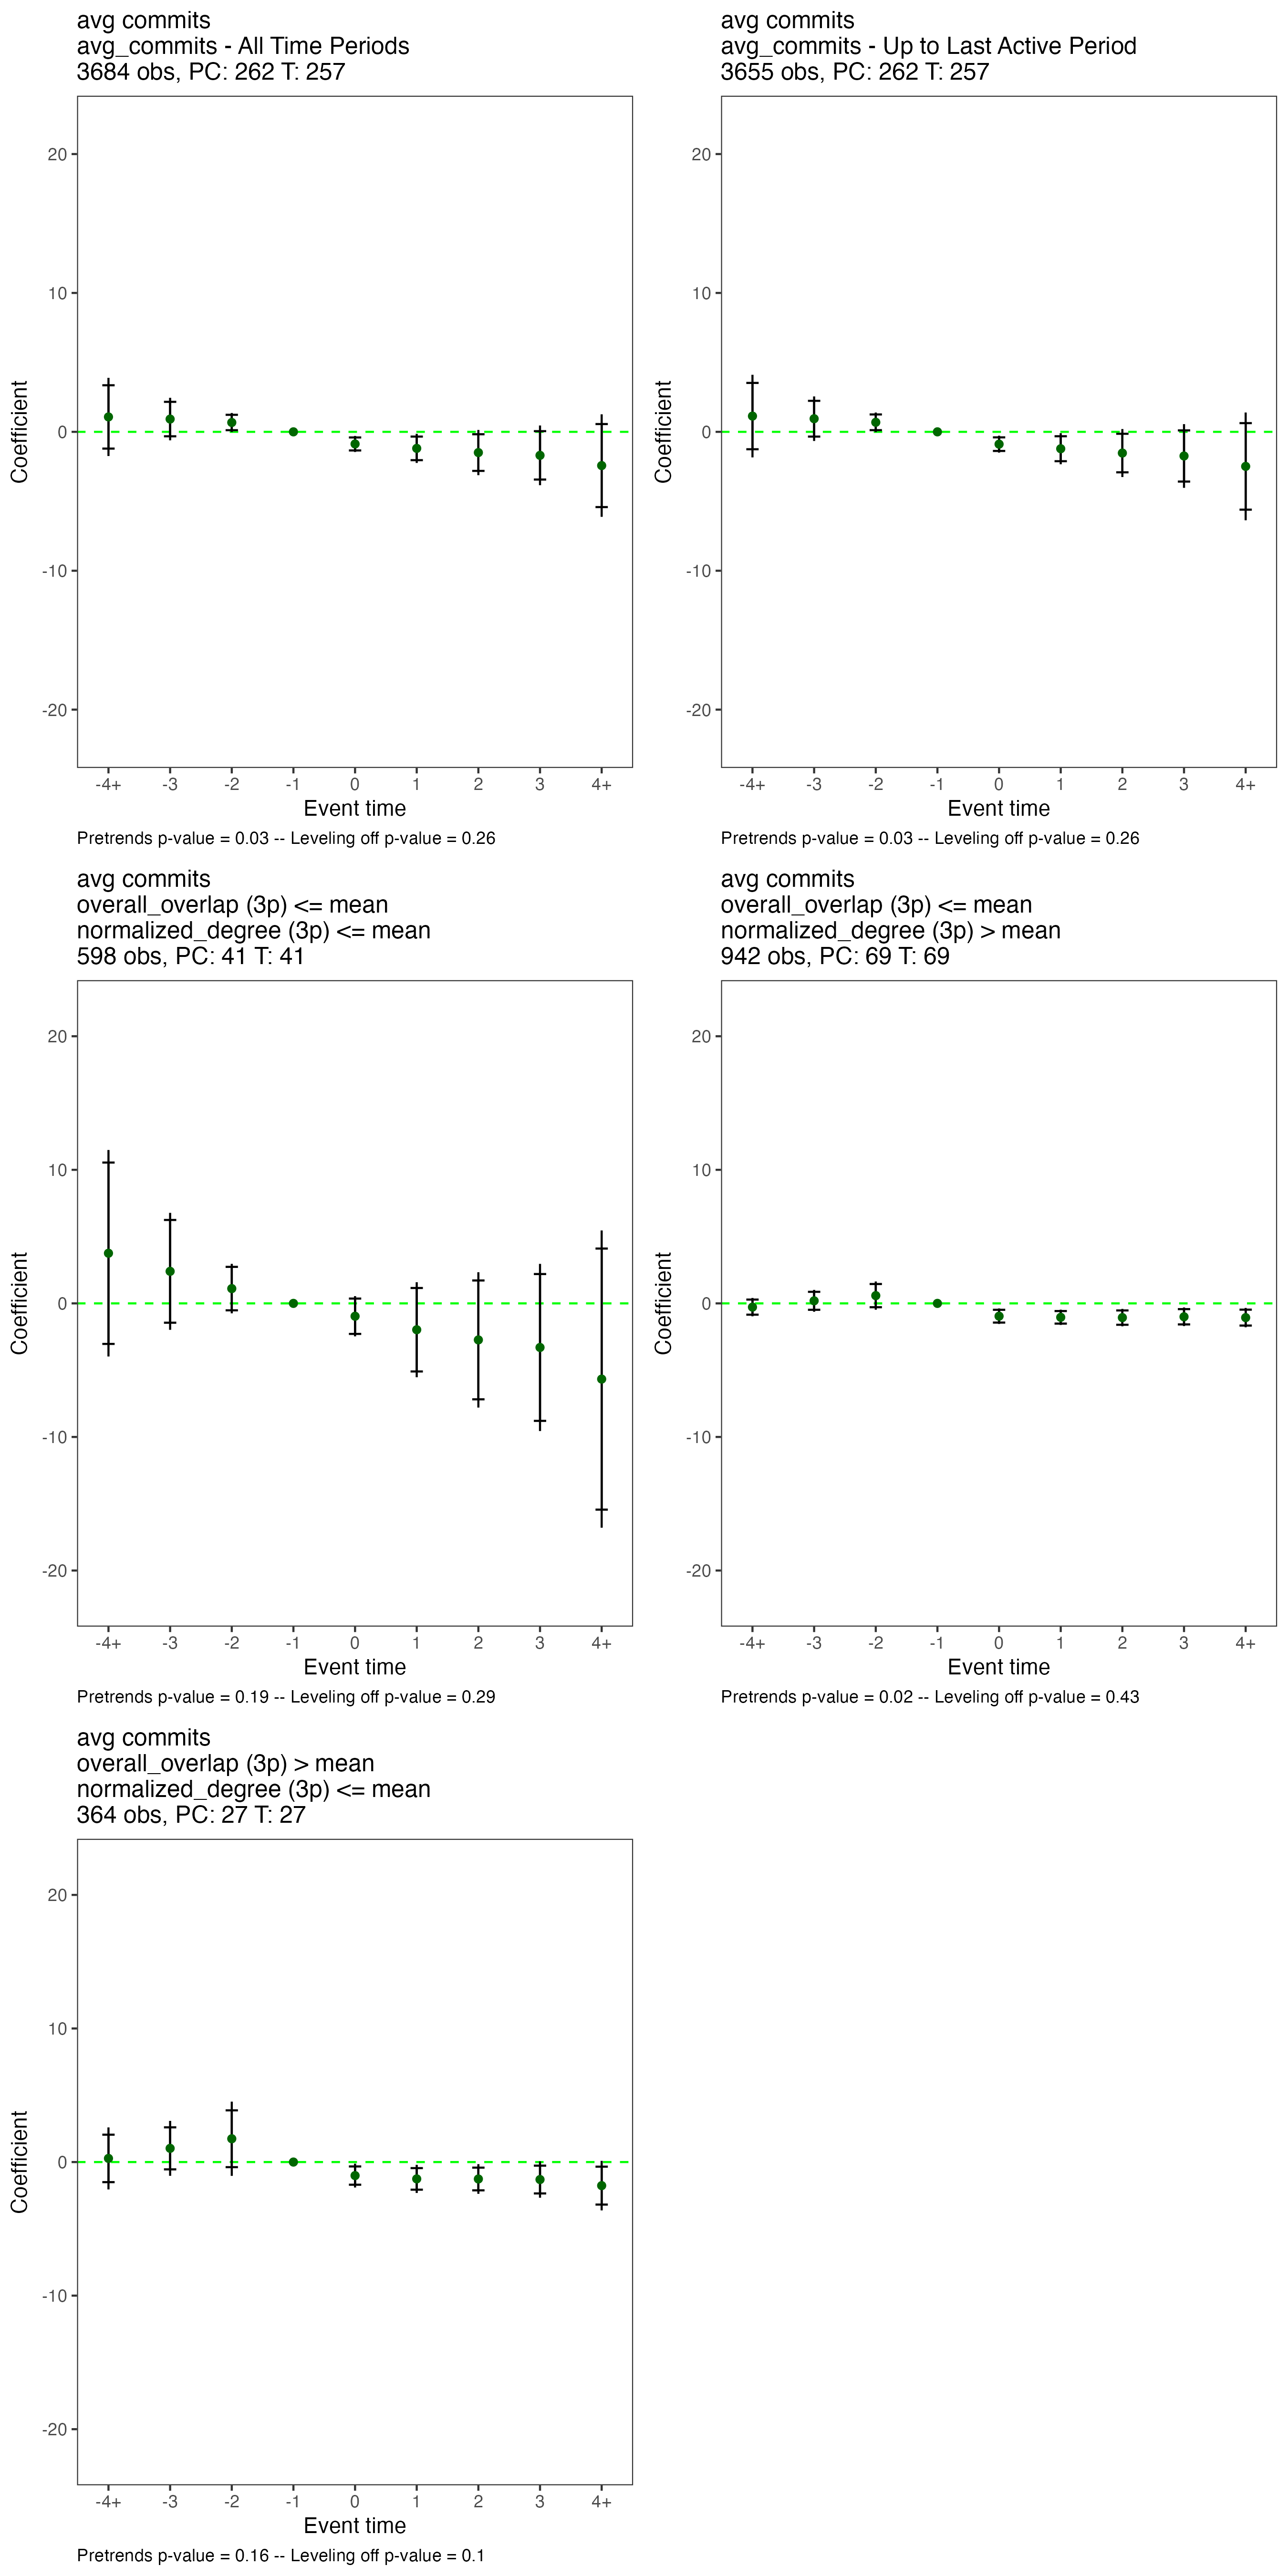 avg commits
avg_commits - All Time Periods
3684 obs, PC: 262 T: 257
20
10
0
-10
-20
Coefficient
-4+ -3 -2 -1 0 1 2 3 4+
Event time
Pretrends p-value = 0.03 -- Leveling off p-value = 0.26
avg commits
avg_commits - Up to Last Active Period
3655 obs, PC: 262 T: 257
20
10
0
-10
-20
Coefficient
-4+ -3 -2 -1 0 1 2 3 4+
Event time
Pretrends p-value = 0.03 -- Leveling off p-value = 0.26
avg commits
overall_overlap (3p) <= mean
normalized_degree (3p) <= mean
598 obs, PC: 41 T: 41
20
10
0
-10
-20
Coefficient
-4+ -3 -2 -1 0 1 2 3 4+
Event time
Pretrends p-value = 0.19 -- Leveling off p-value = 0.29
avg commits
overall_overlap (3p) <= mean
normalized_degree (3p) > mean
942 obs, PC: 69 T: 69
20
10
0
-10
-20
Coefficient
-4+ -3 -2 -1 0 1 2 3 4+
Event time
Pretrends p-value = 0.02 -- Leveling off p-value = 0.43
avg commits
overall_overlap (3p) > mean
normalized_degree (3p) <= mean
364 obs, PC: 27 T: 27
20
10
0
-10
-20
Coefficient
-4+ -3 -2 -1 0 1 2 3 4+
Event time
Pretrends p-value = 0.16 -- Leveling off p-value = 0.1